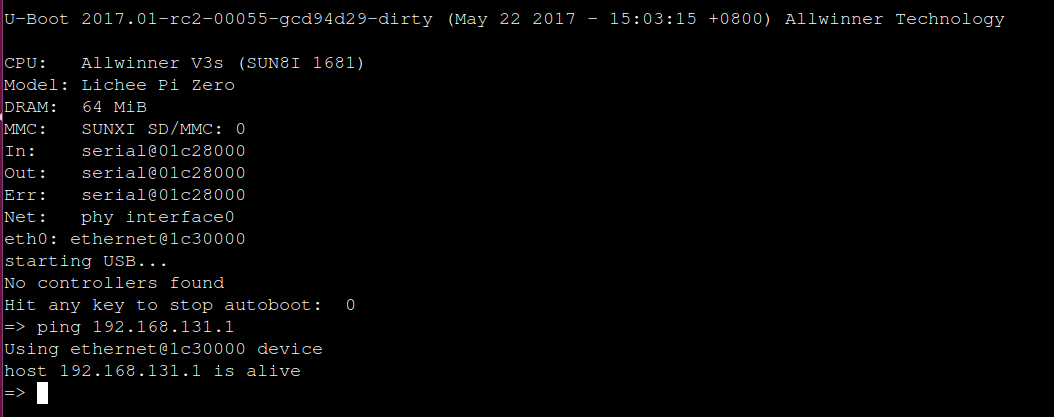 U-Boot 2017.01-rc2-00055-gcd94d29-dirty (May 22 2017 - 15:03:15 +0800) Allwinner Technology
CPU:   Allwinner V3s (SUN8I 1681)
Model: Lichee Pi Zero
DRAM:  64 MiB
MMC:   SUNXI SD/MMC: 0
In:    serial@01c28000
Out:   serial@01c28000
Err:   serial@01c28000
Net:   phy interface0
eth0: ethernet@1c30000
starting USB...
No controllers found
Hit any key to stop autoboot:  0
=> ping 192.168.131.1
Using ethernet@1c30000 device
host 192.168.131.1 is alive
=>